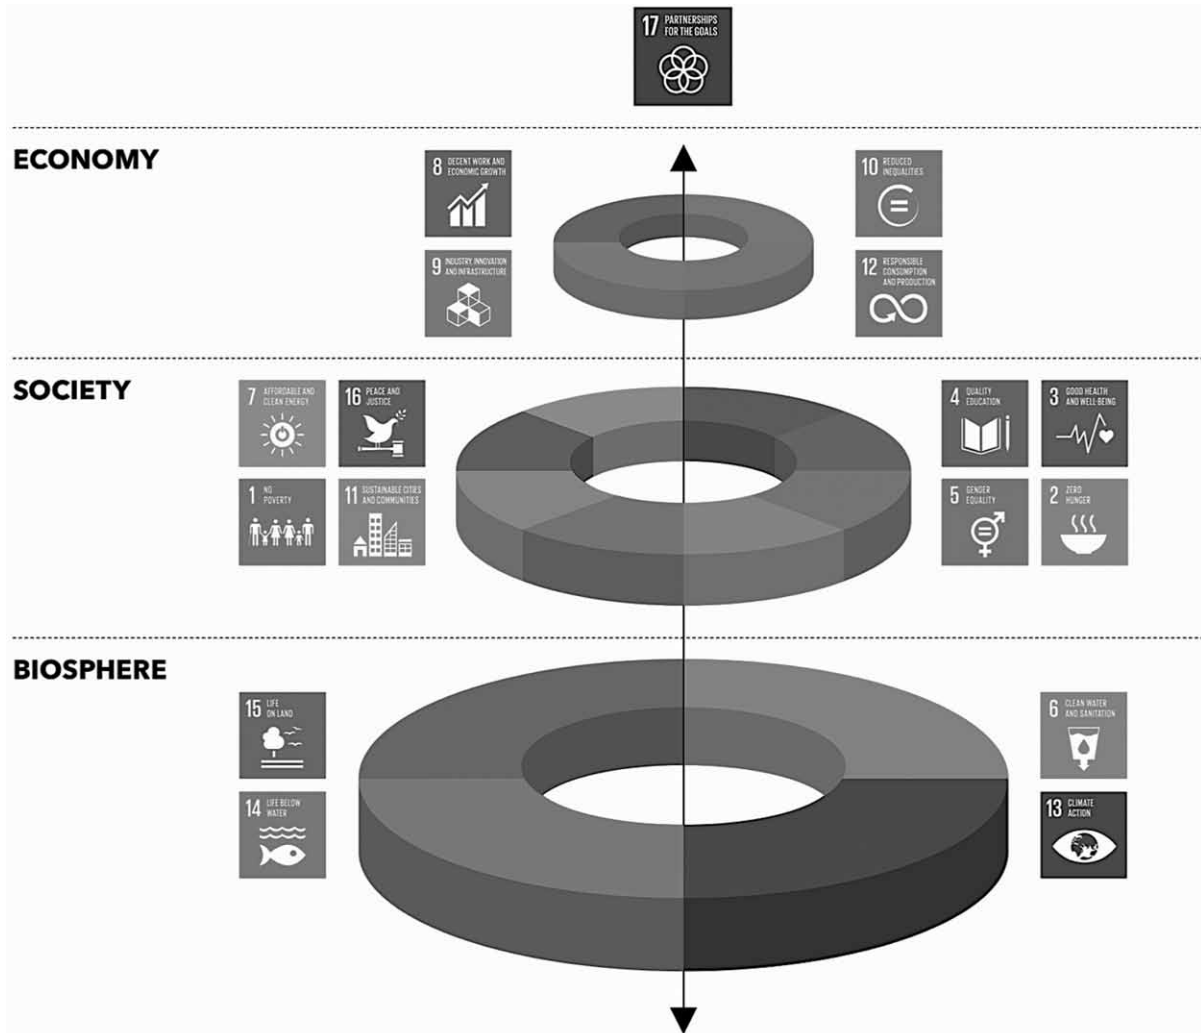 17 PARTNERSHIPS
FOR THE GOALS
ECONOMY
8 DECENT WORK AND
ECONOMIC GROWTH
10 REDUCED
INEQUALITIES
9 INDUSTRY, INNOVATION
AND INFRASTRUCTURE
12 RESPONSIBLE
CONSUMPTION
AND PRODUCTION
SOCIETY
7 AFFORDABLE AND
CLEAN ENERGY
16 PEACE AND
JUSTICE
4 QUALITY
EDUCATION
3 GOOD HEALTH
AND WELL-BEING
1 NO
POVERTY
11 SUSTAINABLE CITIES
AND COMMUNITIES
5 GENDER
EQUALITY
2 ZERO
HUNGER
BIOSPHERE
15 LIFE
ON LAND
6 CLEAN WATER
AND SANITATION
14 LIFE BELOW
WATER
13 CLIMATE
ACTION